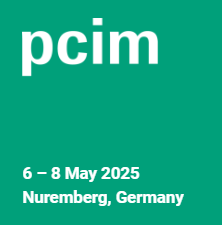 pcim
6 – 8 May 2025
Nuremberg, Germany